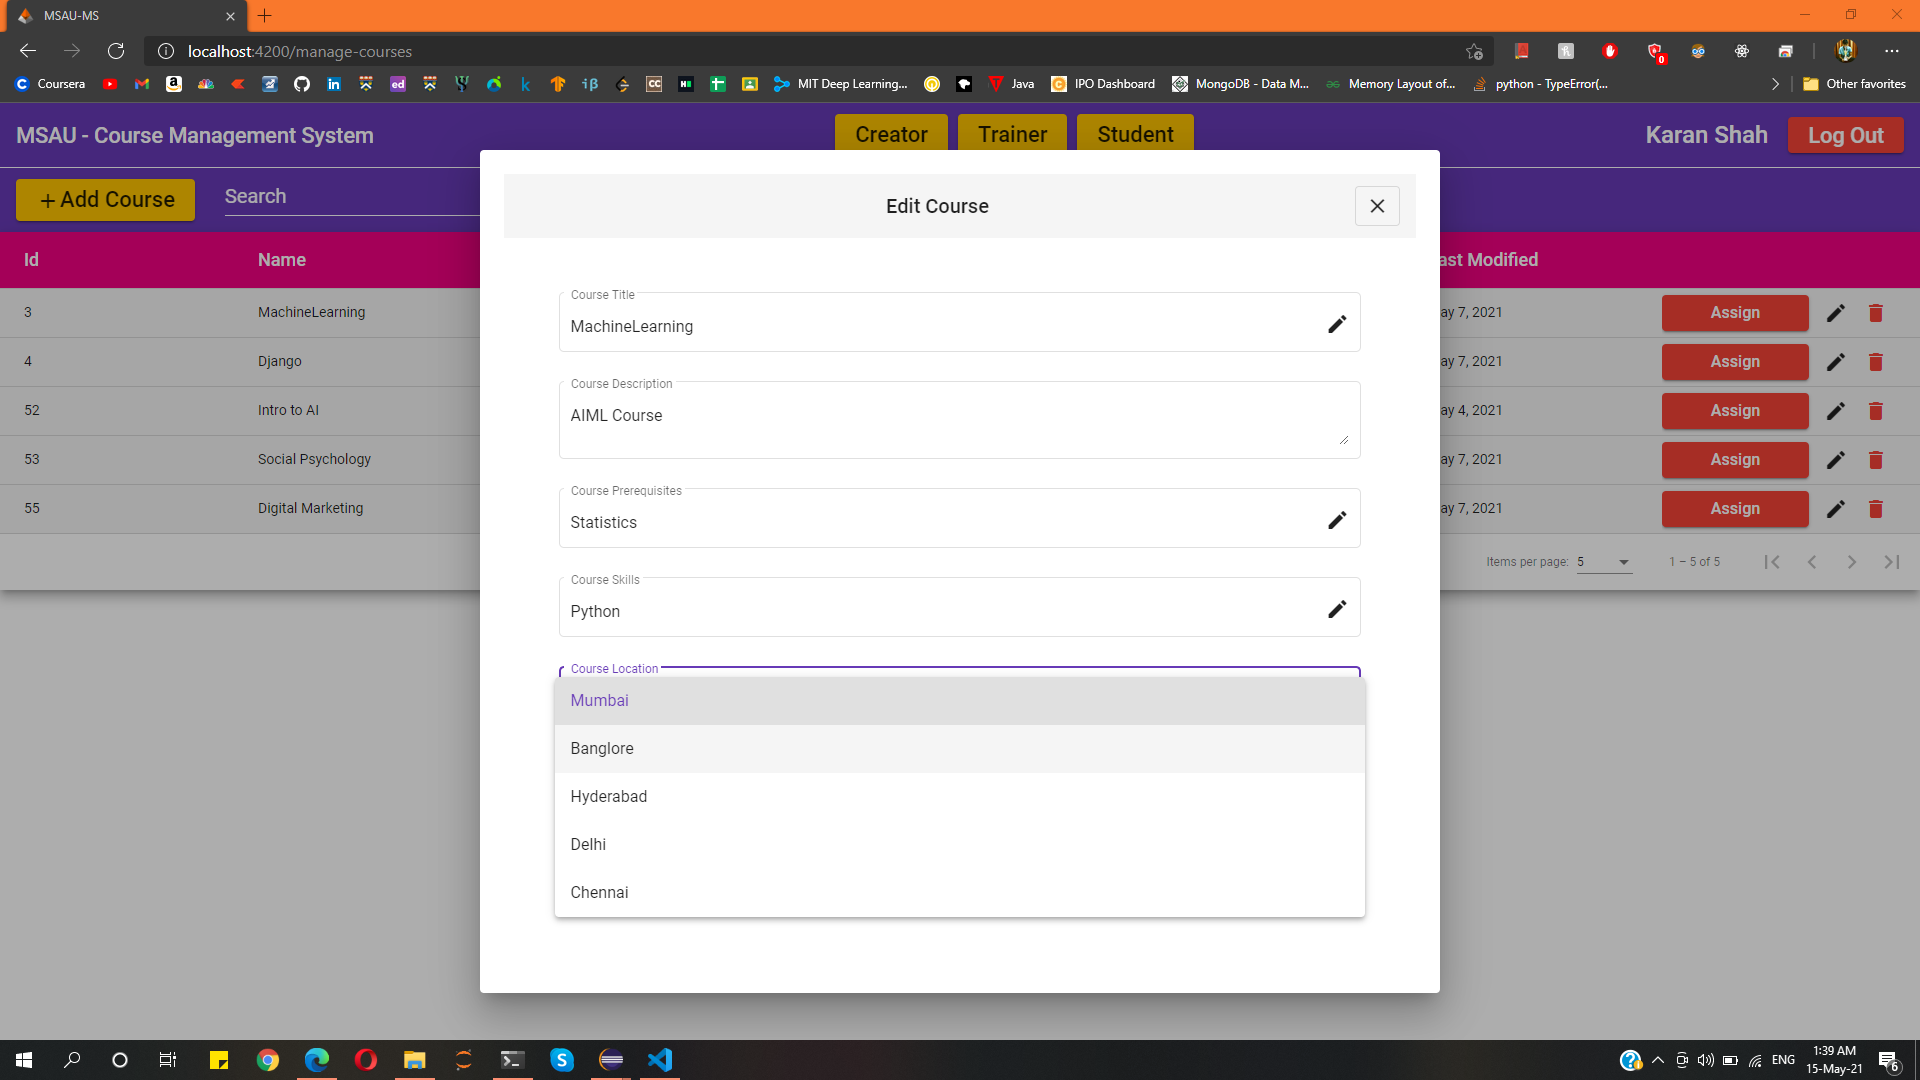 MSAU-MS
localhost:4200/manage-courses
Coursera
MIT Deep Learning...
Java
IPO Dashboard
MongoDB - Data M...
Memory Layout of...
python - TypeError(...
Other favorites
MSAU - Course Management System
Creator
Trainer
Student
Karan Shah
Log Out
+ Add Course
Search
Edit Course
Id
Name
ast Modified
3
MachineLearning
ay 7, 2021
Assign
4
Django
ay 7, 2021
Assign
52
Intro to AI
ay 4, 2021
Assign
53
Social Psychology
ay 7, 2021
Assign
55
Digital Marketing
ay 7, 2021
Assign
Items per page:
5
1 – 5 of 5
Course Title
MachineLearning
Course Description
AIML Course
Course Prerequisites
Statistics
Course Skills
Python
Course Location
Mumbai
Banglore
Hyderabad
Delhi
Chennai
ENG
1:39 AM
15-May-21
6